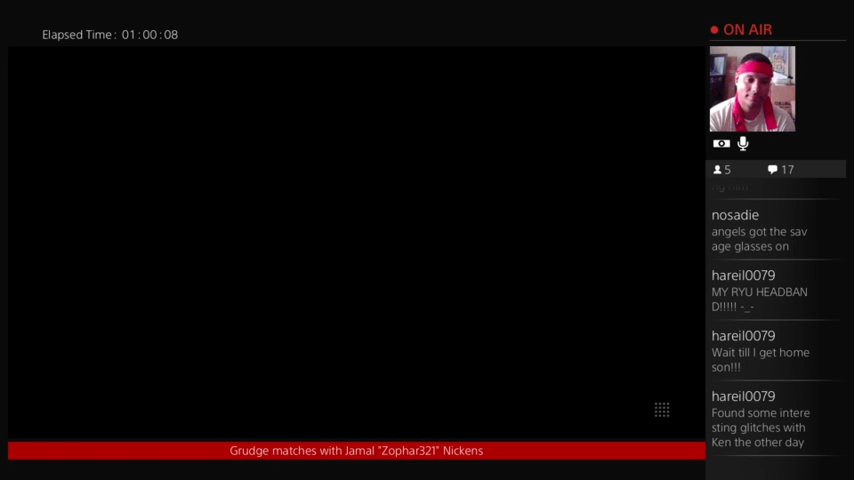 Elapsed Time: 01:00:08
ON AIR
5
17
nosadie
angels got the sav
age glasses on
hareil0079
MY RYU HEADBAN
D!!!!! -_-
hareil0079
Wait till I get home
son!!!
hareil0079
Found some intere
sting glitches with
Ken the other day
Grudge matches with Jamal "Zophar321" Nickens